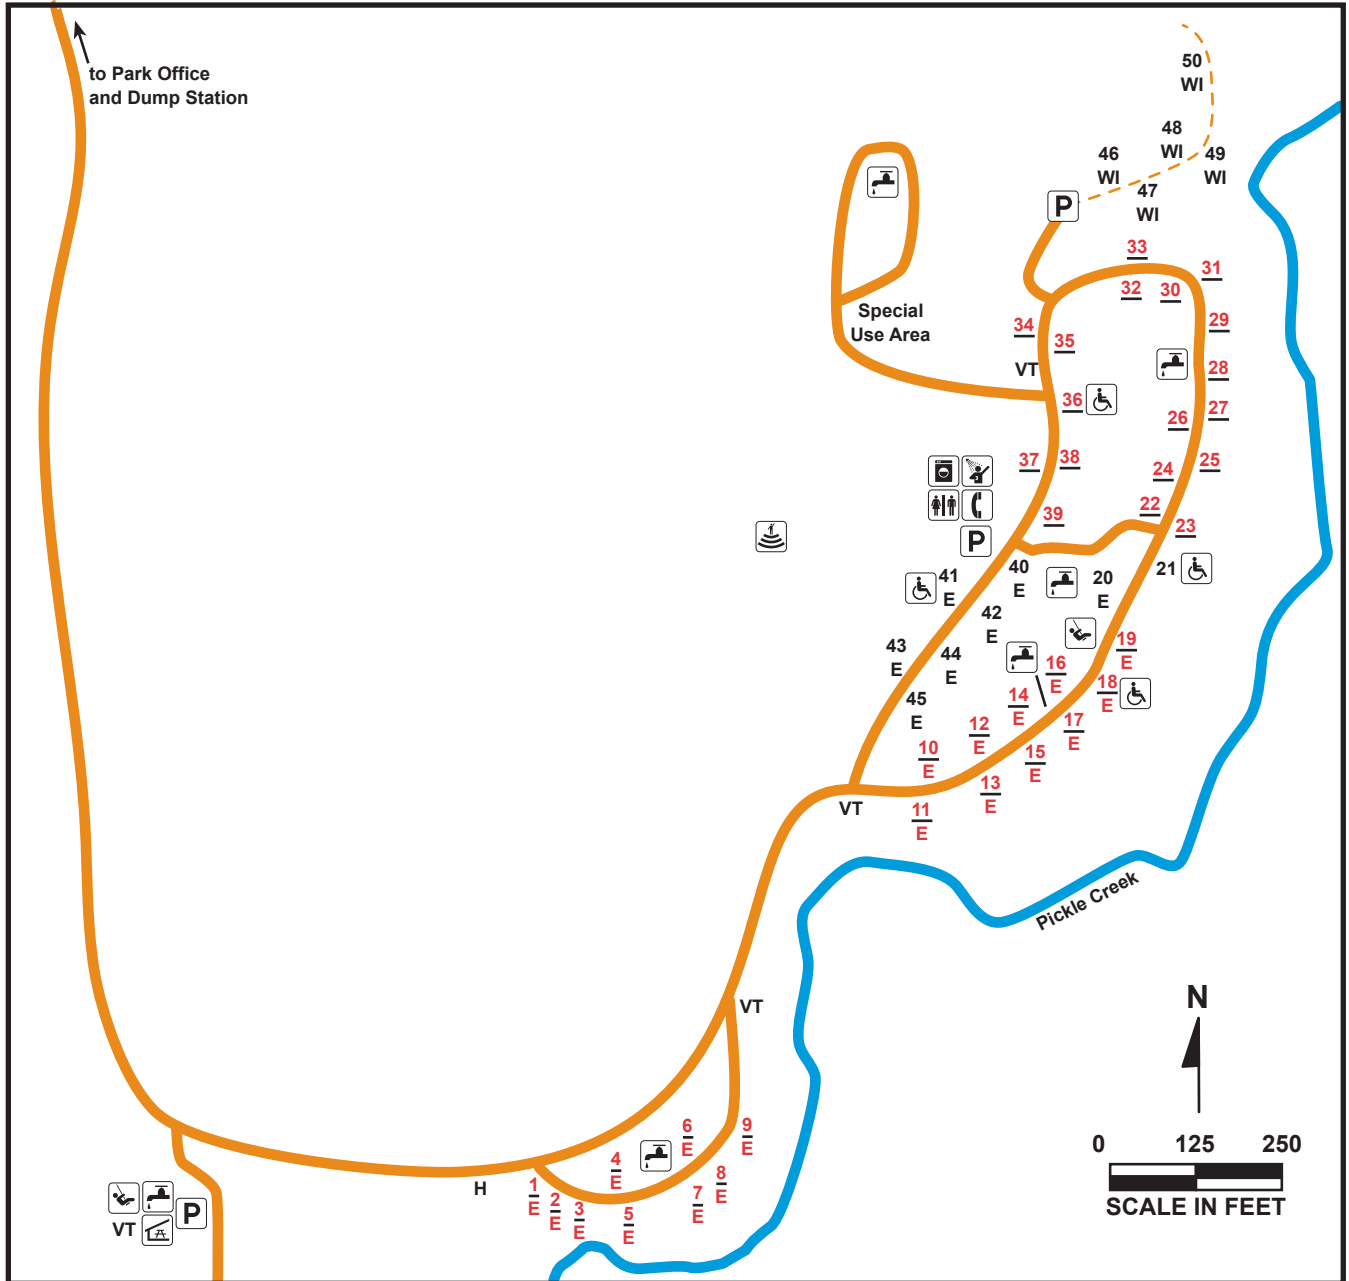 to Park Office
and Dump Station
50
WI
48
WI
49
WI
46
WI
47
WI
P
33
31
32
30
29
34
35
VT
28
36
27
26
Special
Use Area
37
38
25
24
22
39
23
P
21
41
E
40
E
20
E
42
E
43
E
44
E
19
E
16
E
18
E
14
E
45
E
17
E
12
E
15
E
10
E
13
E
11
E
VT
Pickle Creek
VT
N
6
E
9
E
4
E
8
E
7
E
1
E
2
E
3
E
5
E
H
VT
P
0 125 250
SCALE IN FEET